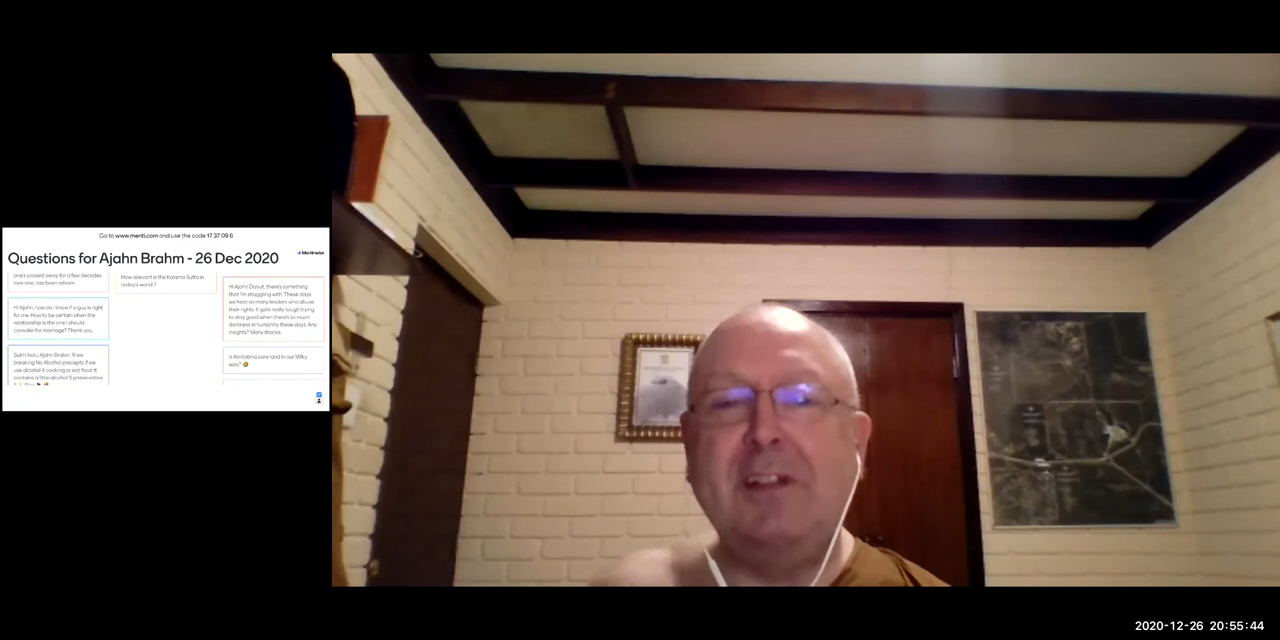 Go to www.menti.com and use the code 17 37 09 6
Mentimeter
Questions for Ajahn Brahm - 26 Dec 2020
one's passed away for a few decades
love one, has been reborn
Hi Ajahn, how do I know if a guy is right
for me. How to be certain when the
relationship is the one I should
consider for marriage? Thank you.
Sukhi hotu Ajahn Brahm, R we
breaking No Alcohol precepts if we
use alcohol 4 cooking or eat food tt
contains a little alcohol 5 preservative
How relevant is the Kalama Sutta in
today's world ?
Hi Ajahn Donut, there's something
that I'm struggling with. These days
we hear so many leaders who abuse
their rights. It gets really tough trying
to stay good when there's so much
darkness in humanity these days. Any
insights? Many thanks.
Is Amitabha pure land in our Milky
way? 🤣
2020-12-26 20:55:44